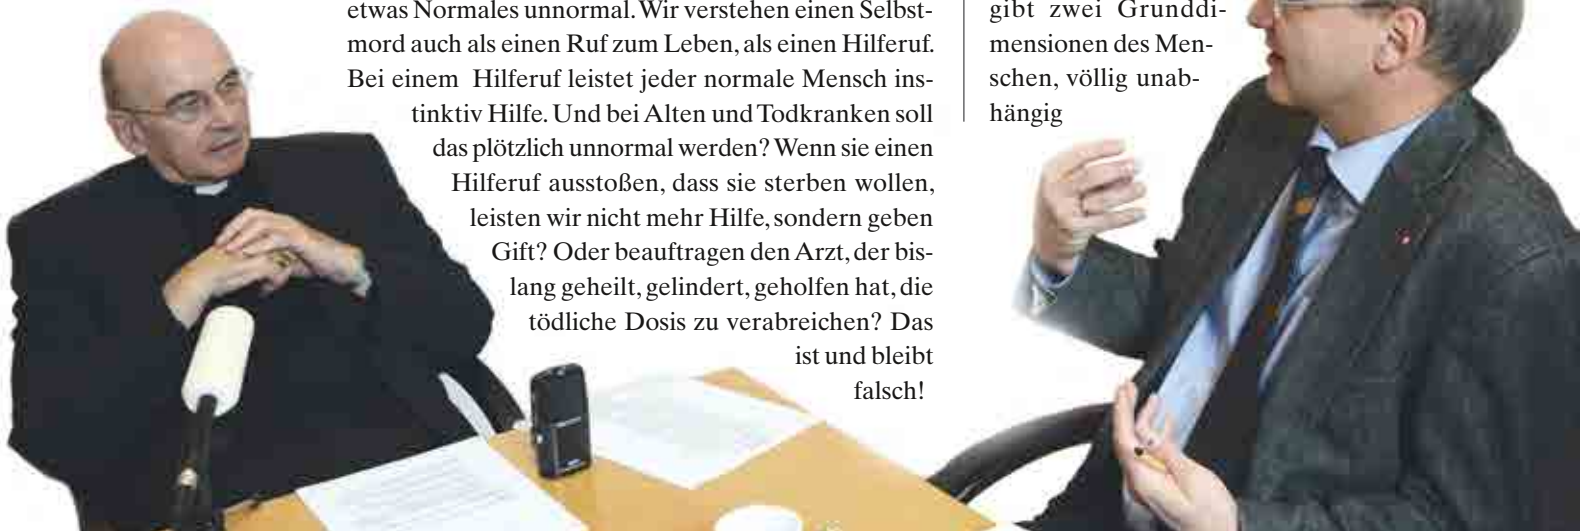 etwas Normales unnormal. Wir verstehen einen Selbst-
mord auch als einen Ruf zum Leben, als einen Hilferuf.
Bei einem Hilferuf leistet jeder normale Mensch ins-
tinktiv Hilfe. Und bei Alten und Todkranken soll
das plötzlich unnormal werden? Wenn sie einen
Hilferuf ausstoßen, dass sie sterben wollen,
leisten wir nicht mehr Hilfe, sondern geben
Gift? Oder beauftragen den Arzt, der bis-
lang geheilt, gelindert, geholfen hat, die
tödliche Dosis zu verabreichen? Das
ist und bleibt
falsch!
gibt zwei Grunddi-
mensionen des Men-
schen, völlig unab-
hängig